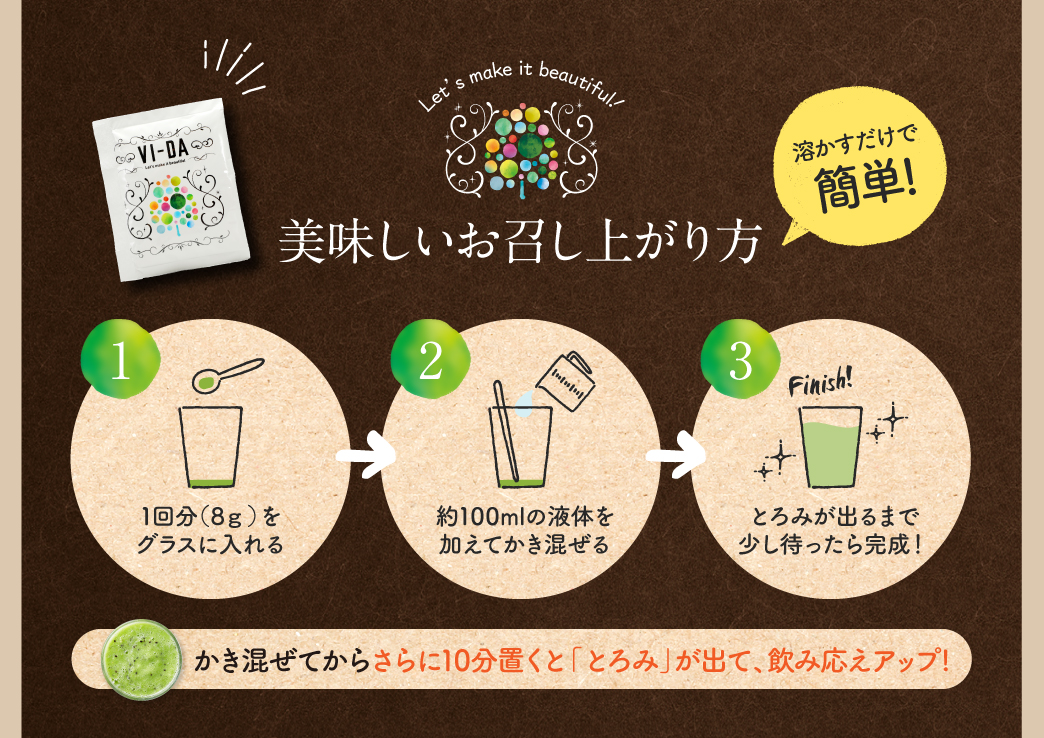 Let's make it beautiful!
VI-DA
Let's make it beautiful!
溶かすだけで
簡単!
美味しいお召し上がり方
1
1回分(8g)を
グラスに入れる
2
約100mlの液体を
加えてかき混ぜる
3
Finish!
とろみが出るまで
少し待ったら完成!
かき混ぜてからさらに10分置くと「とろみ」が出て、飲み応えアップ!